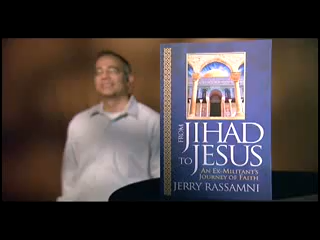 FROM
JIHAD
TO
JESUS
AN EX-MILITANT'S
JOURNEY OF FAITH
JERRY RASSAMNI